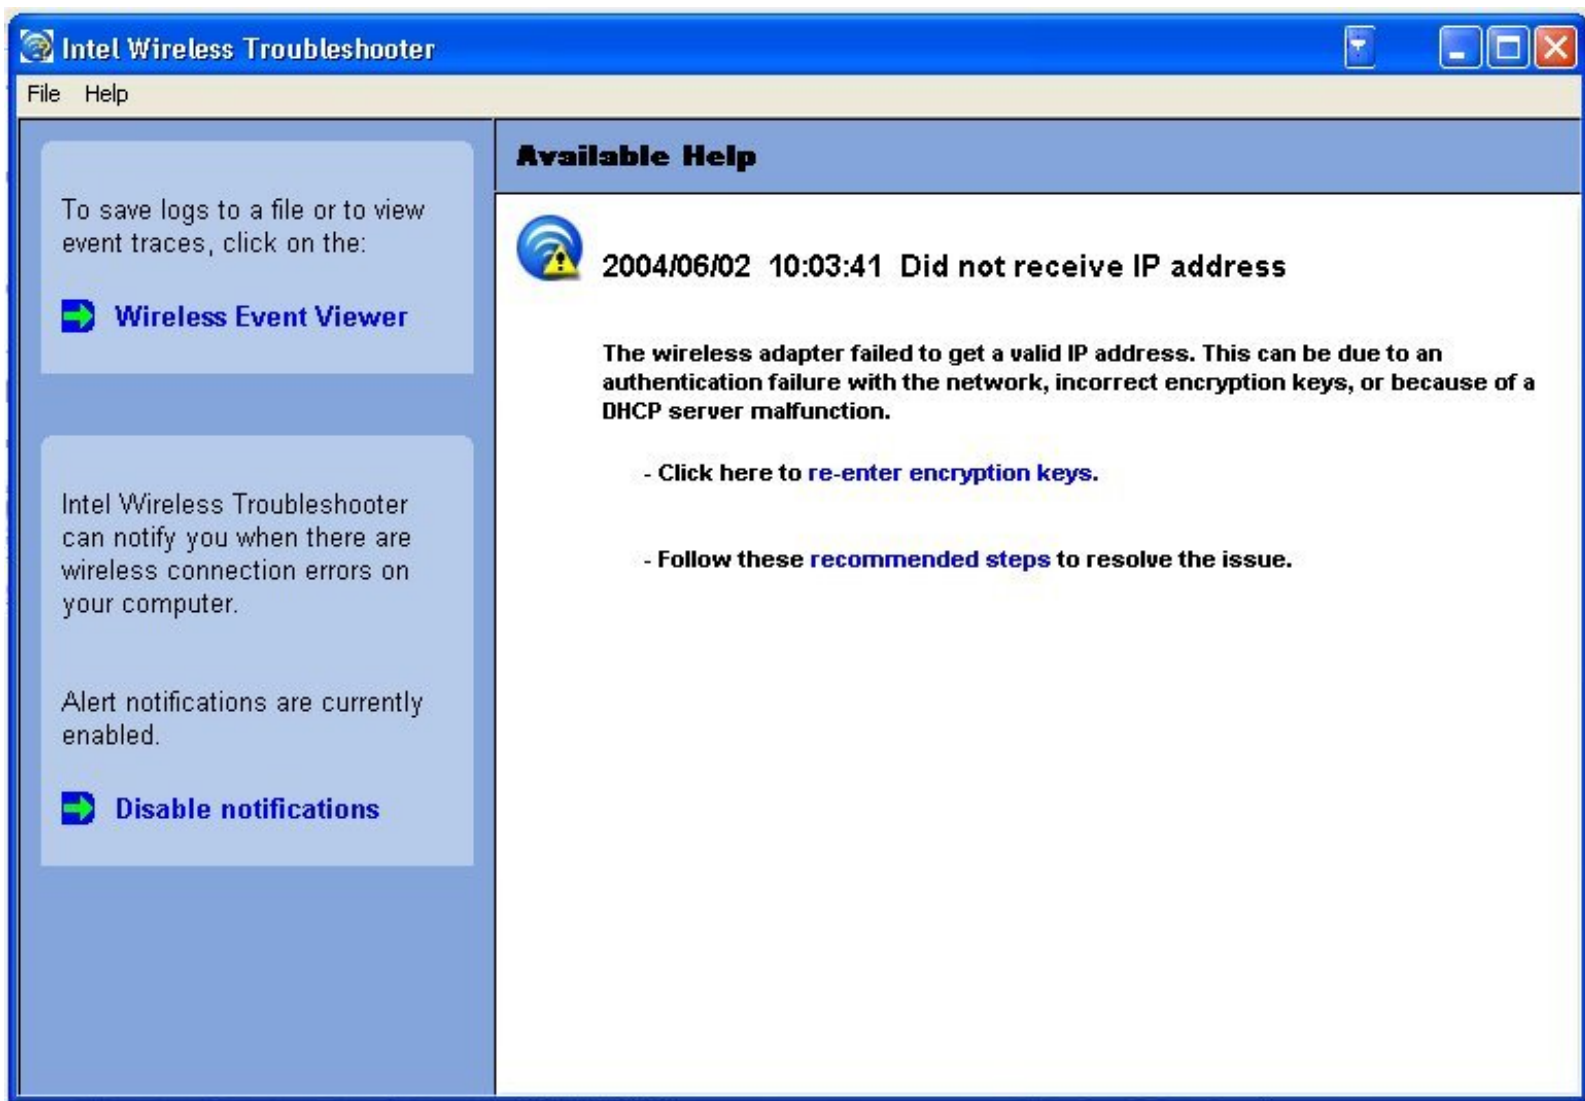 Intel Wireless Troubleshooter
File Help
To save logs to a file or to view
event traces, click on the:
Wireless Event Viewer
Intel Wireless Troubleshooter
can notify you when there are
wireless connection errors on
your computer.
Alert notifications are currently
enabled.
Disable notifications
Available Help
2004/06/02 10:03:41 Did not receive IP address
The wireless adapter failed to get a valid IP address. This can be due to an
authentication failure with the network, incorrect encryption keys, or because of a
DHCP server malfunction.
- Click here to re-enter encryption keys.
- Follow these recommended steps to resolve the issue.